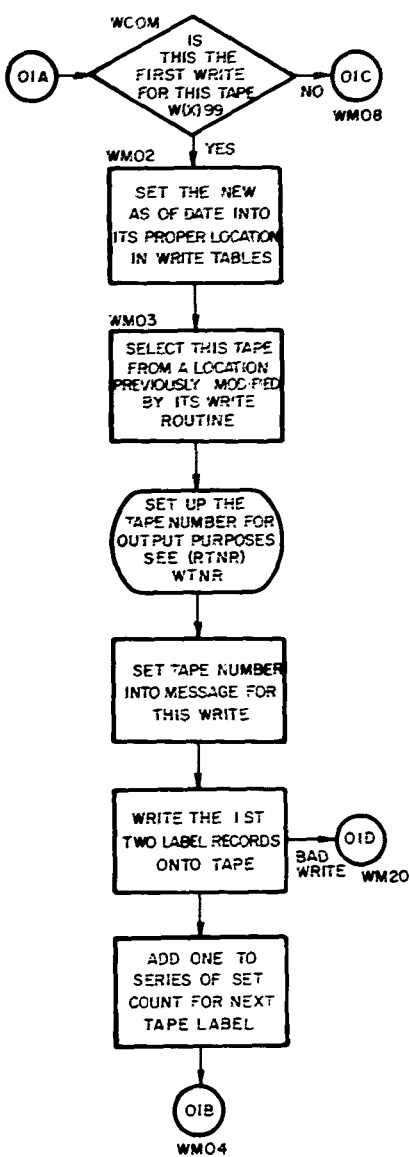 WCOM
IS
THIS THE
FIRST WRITE
FOR THIS TAPE
W(X)99
01A
01C
NO
WM08
YES
WM02
SET THE NEW
AS OF DATE INTO
ITS PROPER LOCATION
IN WRITE TABLES
WM03
SELECT THIS TAPE
FROM A LOCATION
PREVIOUSLY MODIFIED
BY ITS WRITE
ROUTINE
SET UP THE
TAPE NUMBER FOR
OUTPUT PURPOSES
SEE (RTNR)
WTNR
SET TAPE NUMBER
INTO MESSAGE FOR
THIS WRITE
WRITE THE 1ST
TWO LABEL RECORDS
ONTO TAPE
01D
BAD
WRITE
WM20
ADD ONE TO
SERIES OF SET
COUNT FOR NEXT
TAPE LABEL
01B
WM04